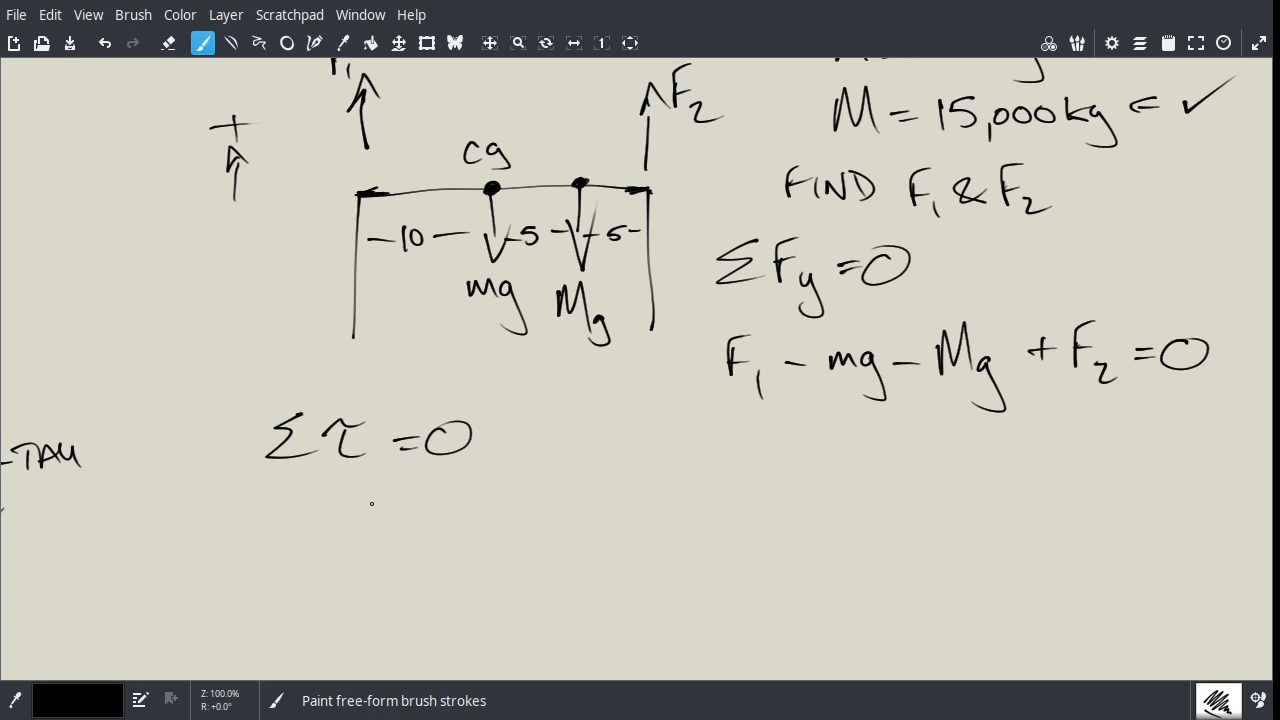 File Edit View Brush Color Layer Scratchpad Window Help
1
F₂
M = 15,000kg ⇐ ✓
+
cg
FIND F₁ & F₂
-10- -5- -5-
ΣFy = 0
mg Mg
F₁ - mg - Mg + F₂ = 0
Στ = 0
-TAU
Z: 100.0%
R: +0.0°
Paint free-form brush strokes